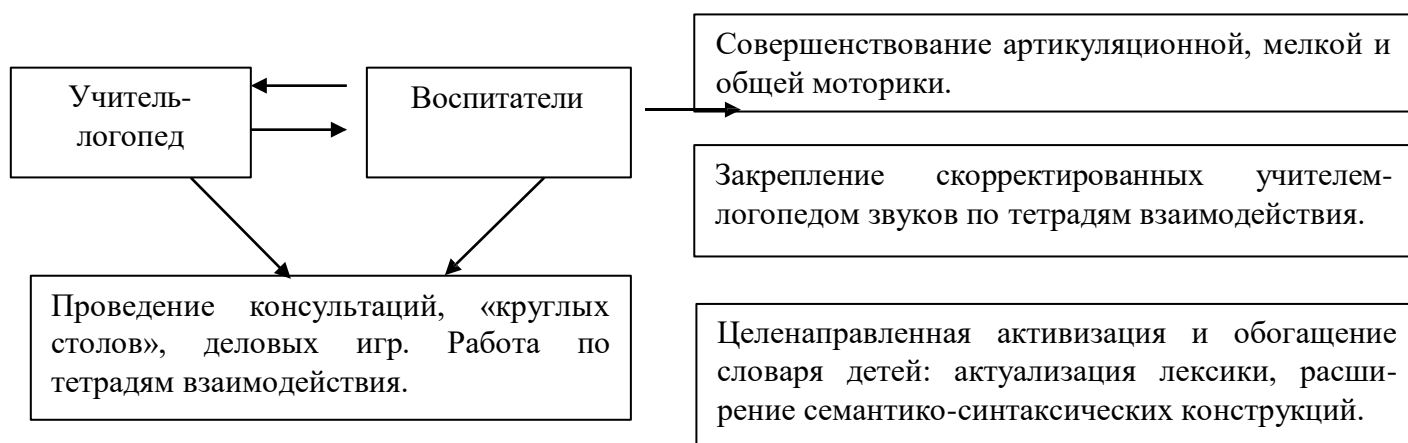 Учитель-
логопед
Воспитатели
Проведение консультаций, «круглых
столов», деловых игр. Работа по
тетрадям взаимодействия.
Совершенствование артикуляционной, мелкой и
общей моторики.
Закрепление скорректированных учителем-
логопедом звуков по тетрадям взаимодействия.
Целенаправленная активизация и обогащение
словаря детей: актуализация лексики, расши-
рение семантико-синтаксических конструкций.